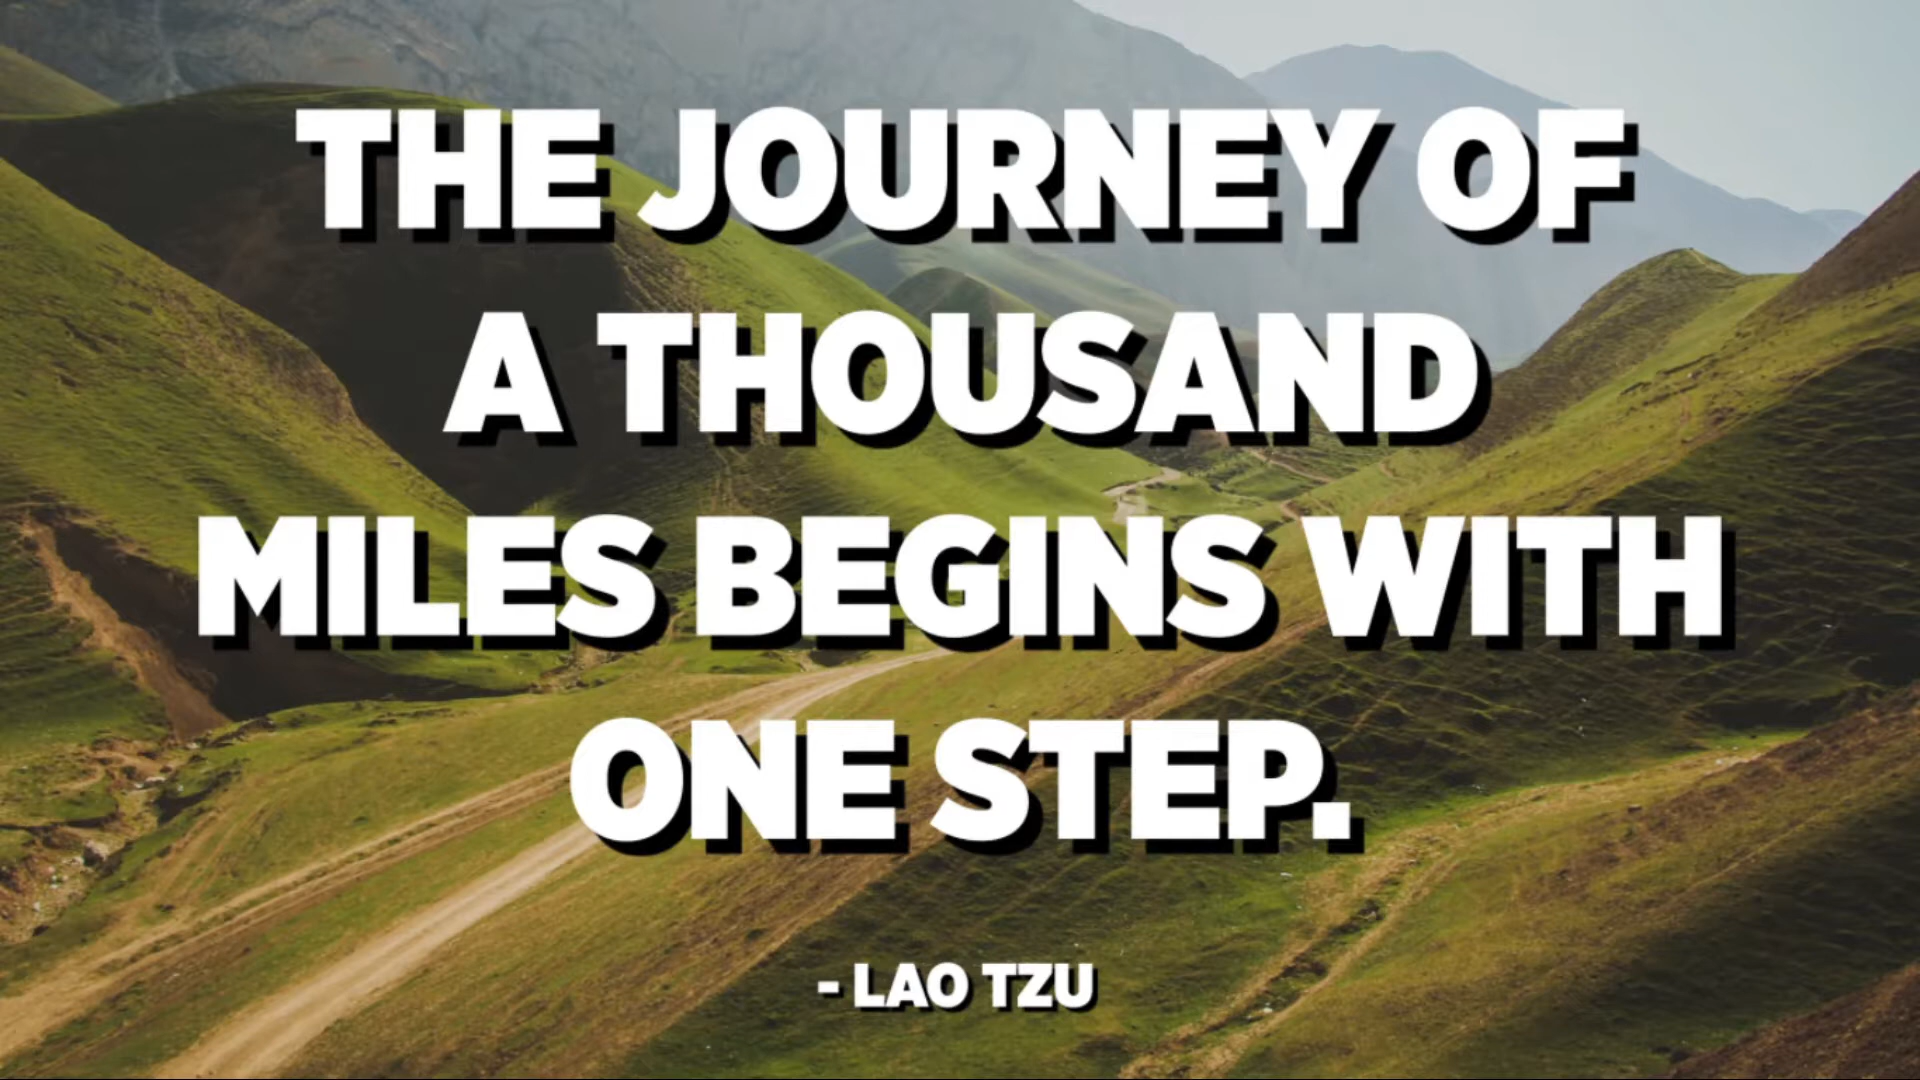 THE JOURNEY OF
A THOUSAND
MILES BEGINS WITH
ONE STEP.
- LAO TZU